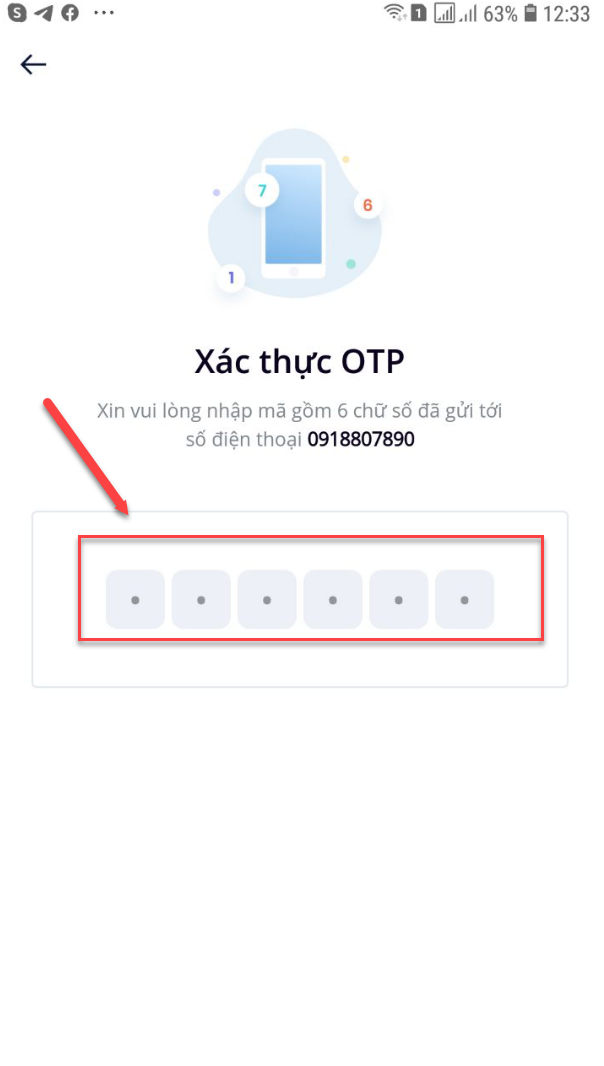 S 1 63% 12:33
7
6
1
Xác thực OTP
Xin vui lòng nhập mã gồm 6 chữ số đã gửi tới
số điện thoại 0918807890